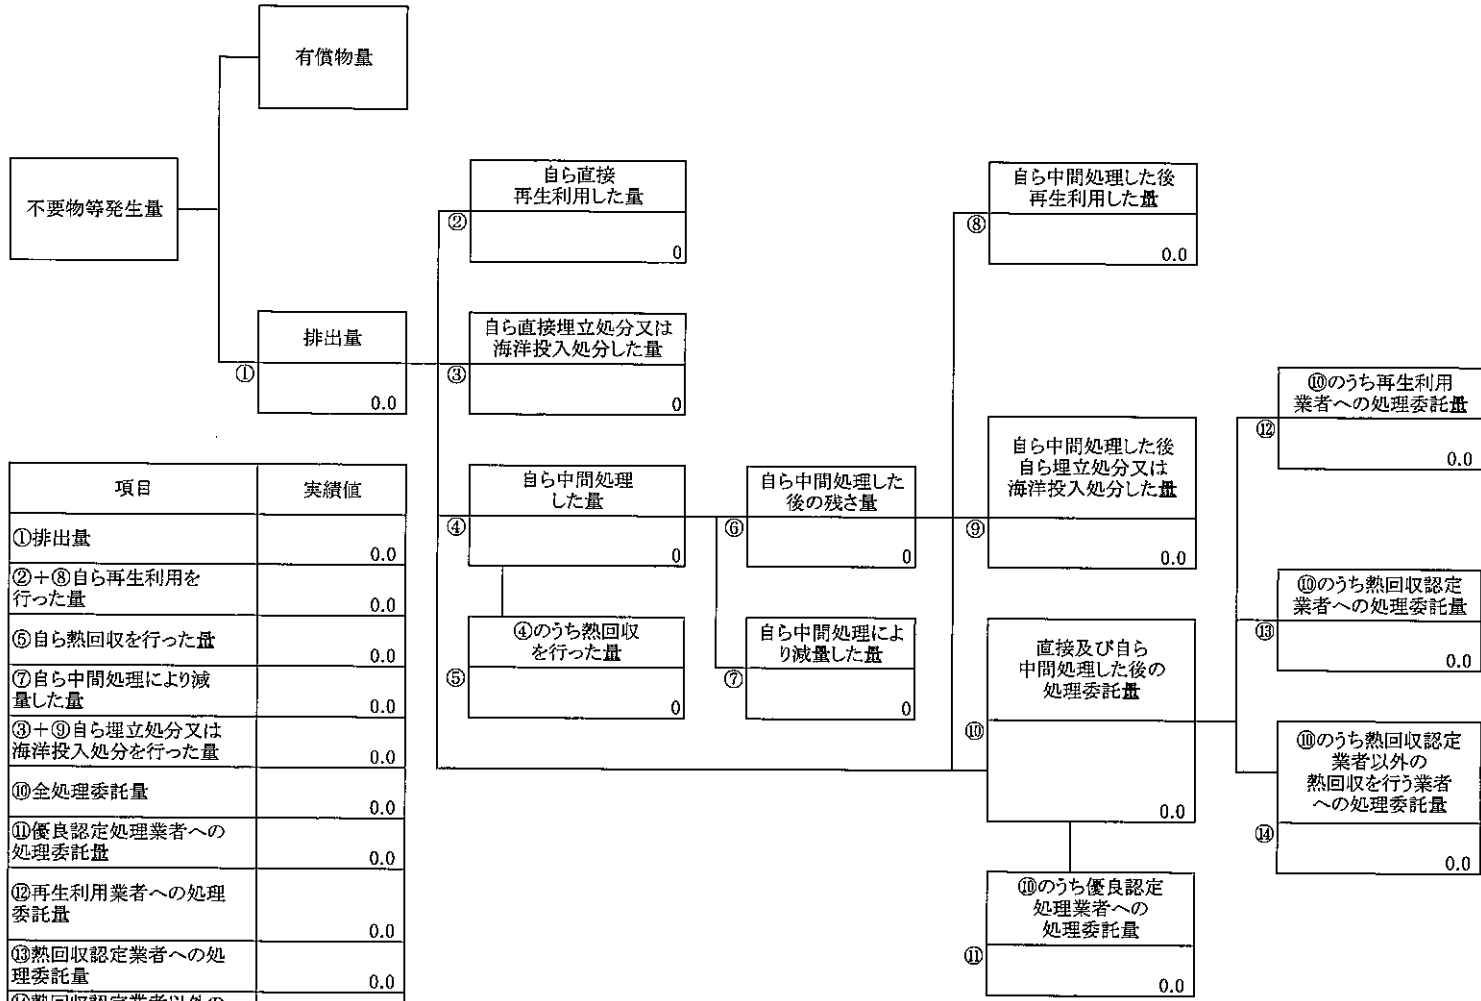 有償物量
不要物等発生量
自ら直接
再生利用した量
②
0
自ら中間処理した後
再生利用した量
⑧
0.0
排出量
①
0.0
自ら直接埋立処分又は
海洋投入処分した量
③
0
⑩のうち再生利用
業者への処理委託量
⑫
0.0
自ら中間処理
した量
④
0
自ら中間処理した
後の残さ量
⑥
0
自ら中間処理した後
自ら埋立処分又は
海洋投入処分した量
⑨
0.0
⑩のうち熱回収認定
業者への処理委託量
⑬
0.0
④のうち熱回収
を行った量
⑤
0
自ら中間処理によ
り減量した量
⑦
0
直接及び自ら
中間処理した後の
処理委託量
⑩
0.0
⑩のうち熱回収認定
業者以外の
熱回収を行う業者
への処理委託量
⑭
0.0
⑩のうち優良認定
処理業者への
処理委託量
⑪
0.0
項目 実績値
①排出量
0.0
②+⑧自ら再生利用を
行った量 0.0
⑤自ら熱回収を行った量
0.0
⑦自ら中間処理により減
量した量 0.0
③+⑨自ら埋立処分又は
海洋投入処分を行った量 0.0
⑩全処理委託量
0.0
⑪優良認定処理業者への
処理委託量 0.0
⑫再生利用業者への処理
委託量
0.0
⑬熱回収認定業者への処
理委託量 0.0
⑭熱回収認定業者以外の